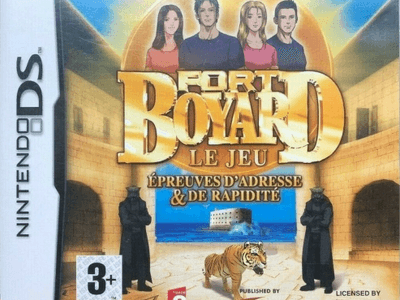 NINTENDO DS
FORT
BOYARD
LE JEU
ÉPREUVES D'ADRESSE
& DE RAPIDITÉ
3+
PUBLISHED BY
LICENSED BY